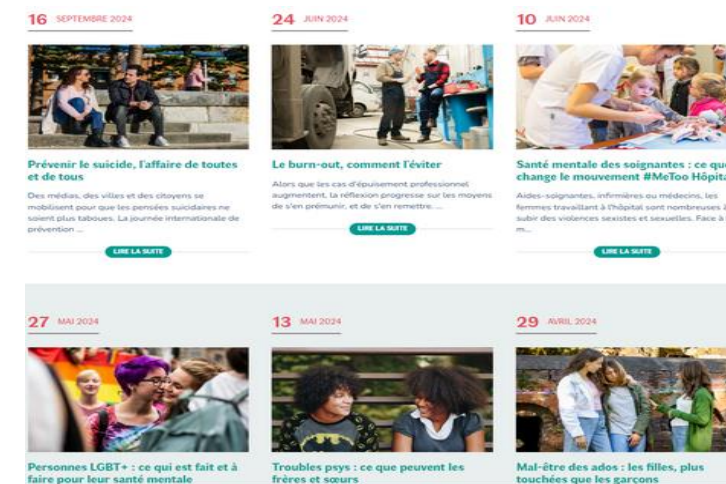 16 SEPTEMBRE 2024
Prévenir le suicide, l'affaire de toutes
et de tous
Des médias, des villes et des citoyens se
mobilisent pour que les pensées suicidaires ne
soient plus taboues. La journée internationale de
prévention ...
LIRE LA SUITE
24 JUIN 2024
Le burn-out, comment l'éviter
Alors que les cas d'épuisement professionnel
augmentent, la réflexion progresse sur les moyens
de s'en prémunir, et de s'en remettre. ...
LIRE LA SUITE
10 JUIN 2024
Santé mentale des soignantes : ce que
change le mouvement #MeToo Hôpita
Aides-soignantes, infirmières ou médecins, les
femmes travaillant à l'hôpital sont nombreuses à
subir des violences sexistes et sexuelles. Face à
m...
LIRE LA SUITE
27 MAI 2024
Personnes LGBT+ : ce qui est fait et à
faire pour leur santé mentale
13 MAI 2024
Troubles psys : ce que peuvent les
frères et sœurs
29 AVRIL 2024
Mal-être des ados : les filles, plus
touchées que les garçons